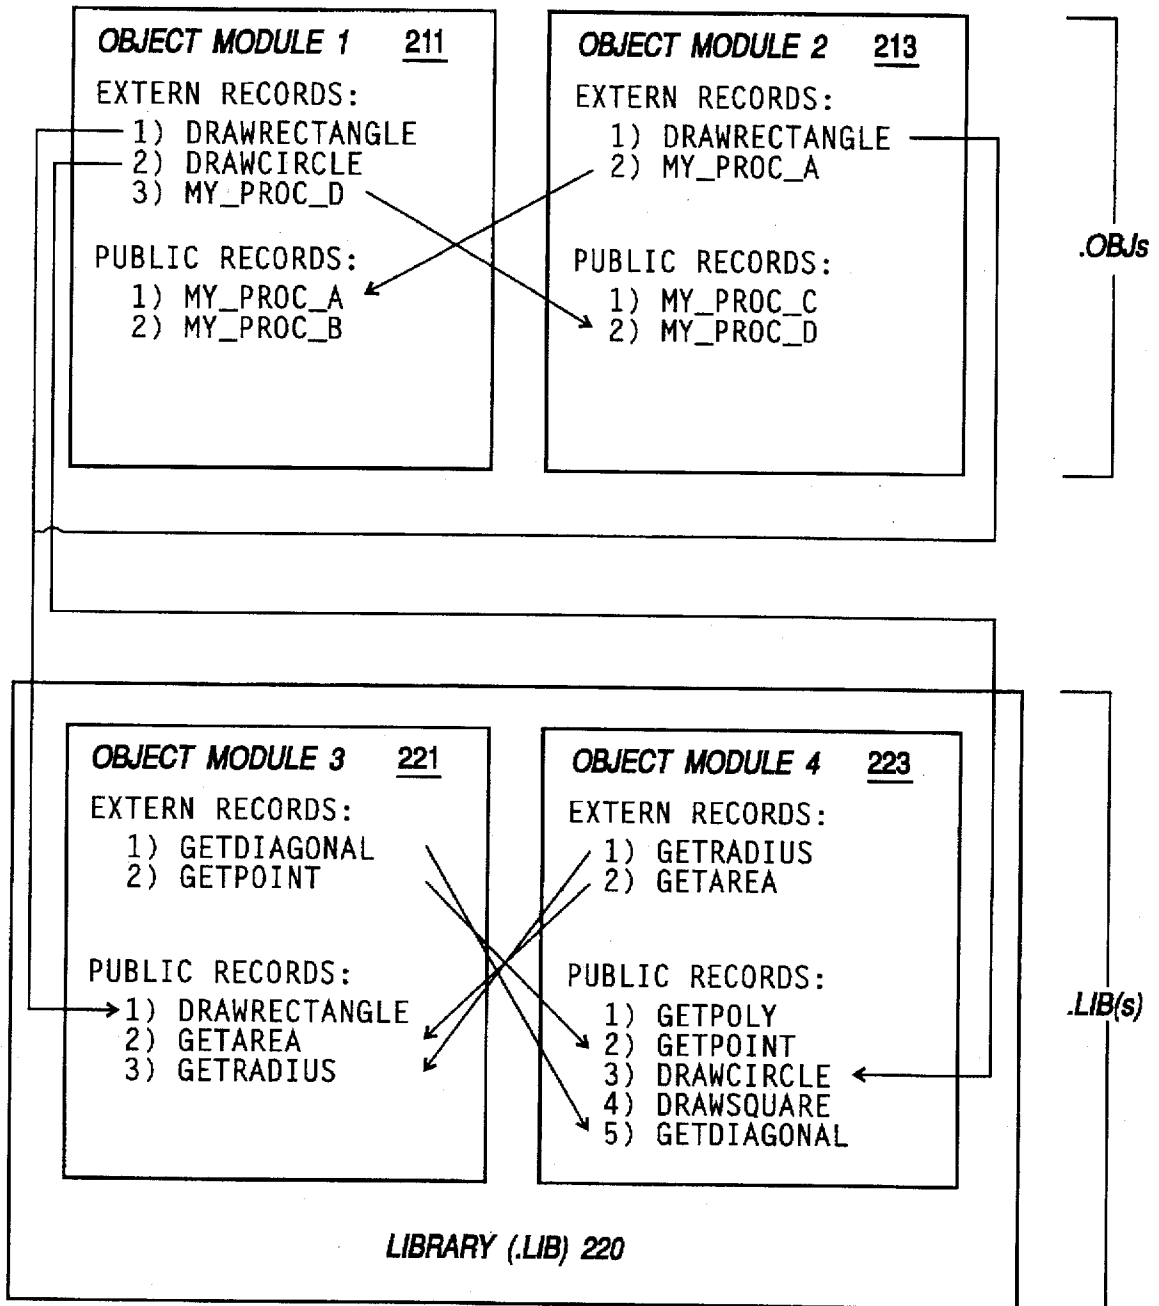 OBJECT MODULE 1 211
EXTERN RECORDS:
1) DRAWRECTANGLE
2) DRAWCIRCLE
3) MY_PROC_D
PUBLIC RECORDS:
1) MY_PROC_A
2) MY_PROC_B
OBJECT MODULE 2 213
EXTERN RECORDS:
1) DRAWRECTANGLE
2) MY_PROC_A
PUBLIC RECORDS:
1) MY_PROC_C
2) MY_PROC_D
.OBJs
OBJECT MODULE 3 221
EXTERN RECORDS:
1) GETDIAGONAL
2) GETPOINT
PUBLIC RECORDS:
1) DRAWRECTANGLE
2) GETAREA
3) GETRADIUS
OBJECT MODULE 4 223
EXTERN RECORDS:
1) GETRADIUS
2) GETAREA
PUBLIC RECORDS:
1) GETPOLY
2) GETPOINT
3) DRAWCIRCLE
4) DRAWSQUARE
5) GETDIAGONAL
.LIB(s)
LIBRARY (.LIB) 220